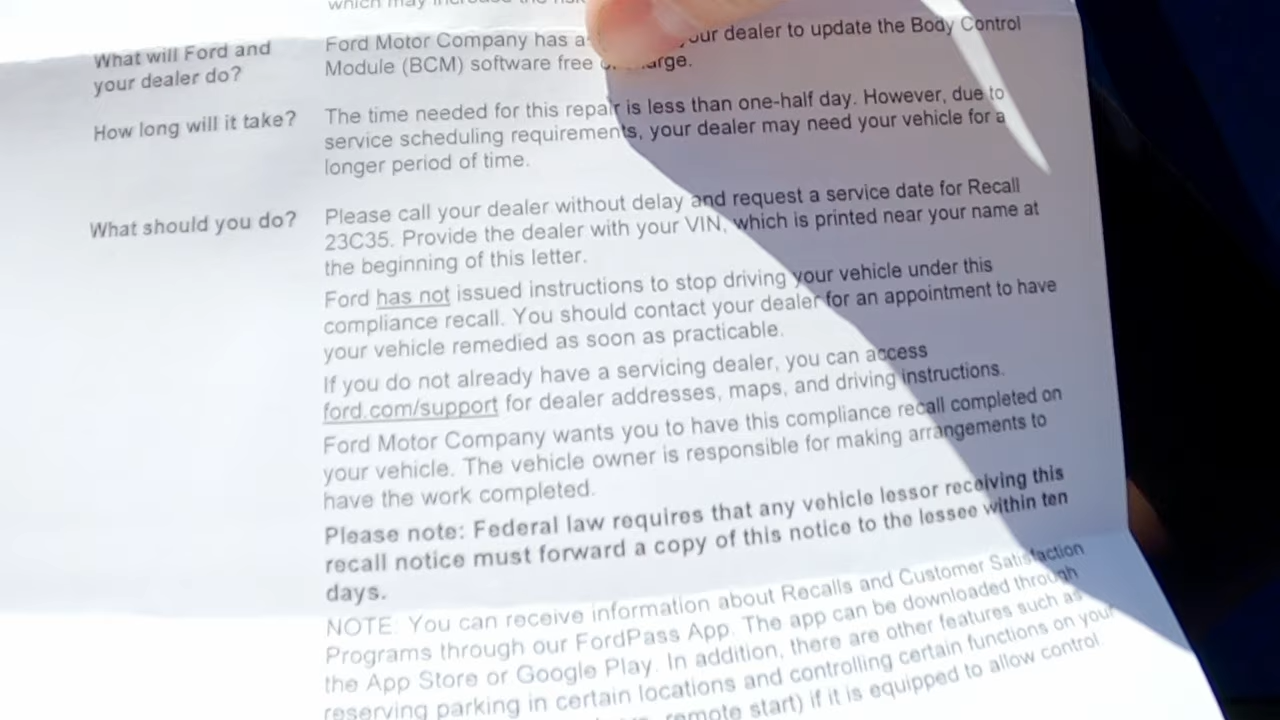 which may increase the
What will Ford and
your dealer do?
Ford Motor Company has a your dealer to update the Body Control
Module (BCM) software free
How long will it take?
The time needed for this repair is less than one-half day. However, due to
service scheduling requirements, your dealer may need your vehicle for a
longer period of time.
What should you do?
Please call your dealer without delay and request a service date for Recall
23C35. Provide the dealer with your VIN, which is printed near your name at
the beginning of this letter.
Ford has not issued instructions to stop driving your vehicle under this
compliance recall. You should contact your dealer for an appointment to have
your vehicle remedied as soon as practicable.
If you do not already have a servicing dealer, you can access
ford.com/support for dealer addresses, maps, and driving instructions.
Ford Motor Company wants you to have this compliance recall completed on
your vehicle. The vehicle owner is responsible for making arrangements to
have the work completed.
Please note: Federal law requires that any vehicle lessor receiving this
recall notice must forward a copy of this notice to the lessee within ten
days.
NOTE: You can receive information about Recalls and Customer Satisfaction
Programs through our FordPass App. The app can be downloaded through
the App Store or Google Play. In addition, there are other features such as
reserving parking in certain locations and controlling certain functions on your
remote start) if it is equipped to allow control.